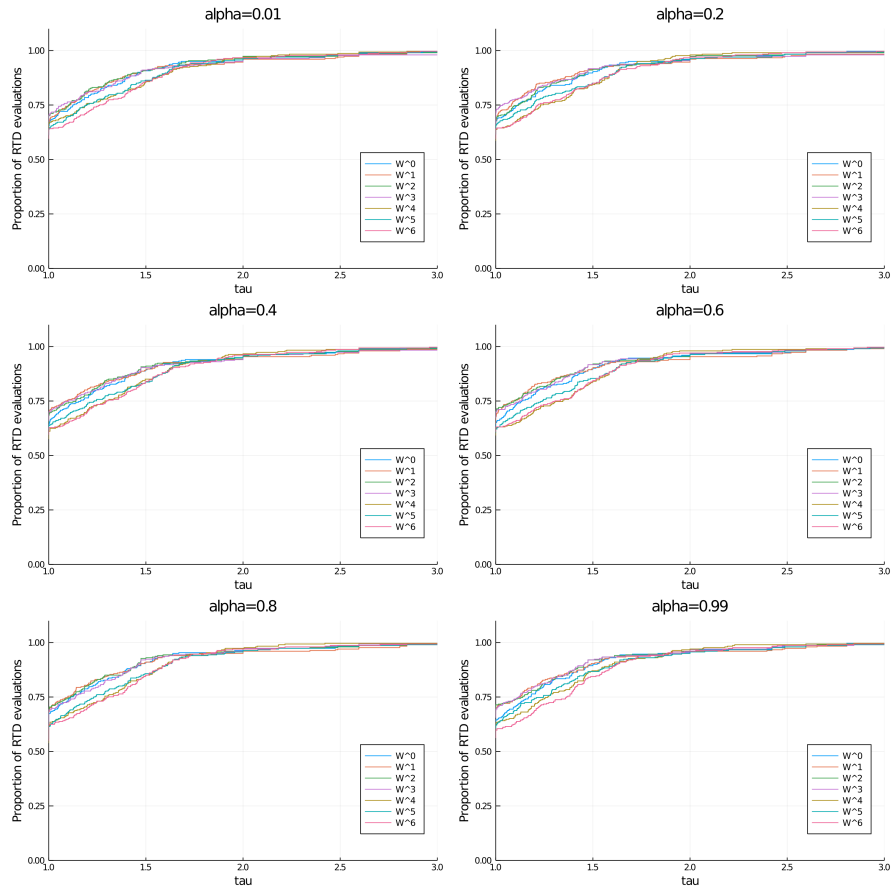 alpha=0.01
1.00
0.75
0.50
0.25
0.00
Proportion of RTD evaluations
W^0
W^1
W^2
W^3
W^4
W^5
W^6
1.0 1.5 2.0 2.5 3.0
tau
alpha=0.2
1.00
0.75
0.50
0.25
0.00
Proportion of RTD evaluations
W^0
W^1
W^2
W^3
W^4
W^5
W^6
1.0 1.5 2.0 2.5 3.0
tau
alpha=0.4
1.00
0.75
0.50
0.25
0.00
Proportion of RTD evaluations
W^0
W^1
W^2
W^3
W^4
W^5
W^6
1.0 1.5 2.0 2.5 3.0
tau
alpha=0.6
1.00
0.75
0.50
0.25
0.00
Proportion of RTD evaluations
W^0
W^1
W^2
W^3
W^4
W^5
W^6
1.0 1.5 2.0 2.5 3.0
tau
alpha=0.8
1.00
0.75
0.50
0.25
0.00
Proportion of RTD evaluations
W^0
W^1
W^2
W^3
W^4
W^5
W^6
1.0 1.5 2.0 2.5 3.0
tau
alpha=0.99
1.00
0.75
0.50
0.25
0.00
Proportion of RTD evaluations
W^0
W^1
W^2
W^3
W^4
W^5
W^6
1.0 1.5 2.0 2.5 3.0
tau